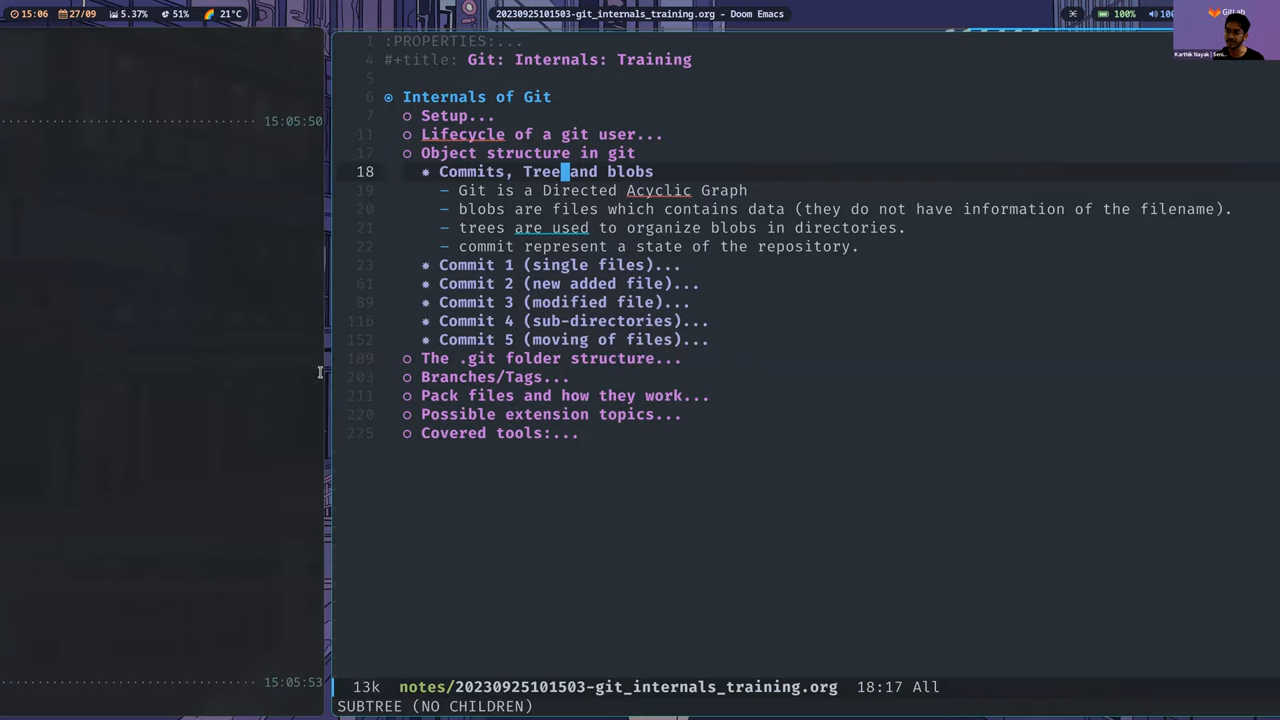 15:06 27/09 5.37% 51% 21°C
20230925101503-git_internals_training.org - Doom Emacs
100% 100
GitLab
Karthik Nayak | Seni
15:05:50
15:05:53
1 :PROPERTIES:...
4 #+title: Git: Internals: Training
5
6 Internals of Git
7 Setup...
11 Lifecycle of a git user...
17 Object structure in git
18 * Commits, Tree and blobs
19 – Git is a Directed Acyclic Graph
20 – blobs are files which contains data (they do not have information of the filename).
21 – trees are used to organize blobs in directories.
22 – commit represent a state of the repository.
23 * Commit 1 (single files)...
61 * Commit 2 (new added file)...
89 * Commit 3 (modified file)...
116 * Commit 4 (sub-directories)...
152 * Commit 5 (moving of files)...
189 The .git folder structure...
203 Branches/Tags...
211 Pack files and how they work...
220 Possible extension topics...
225 Covered tools:...
13k notes/20230925101503-git_internals_training.org 18:17 All
SUBTREE (NO CHILDREN)